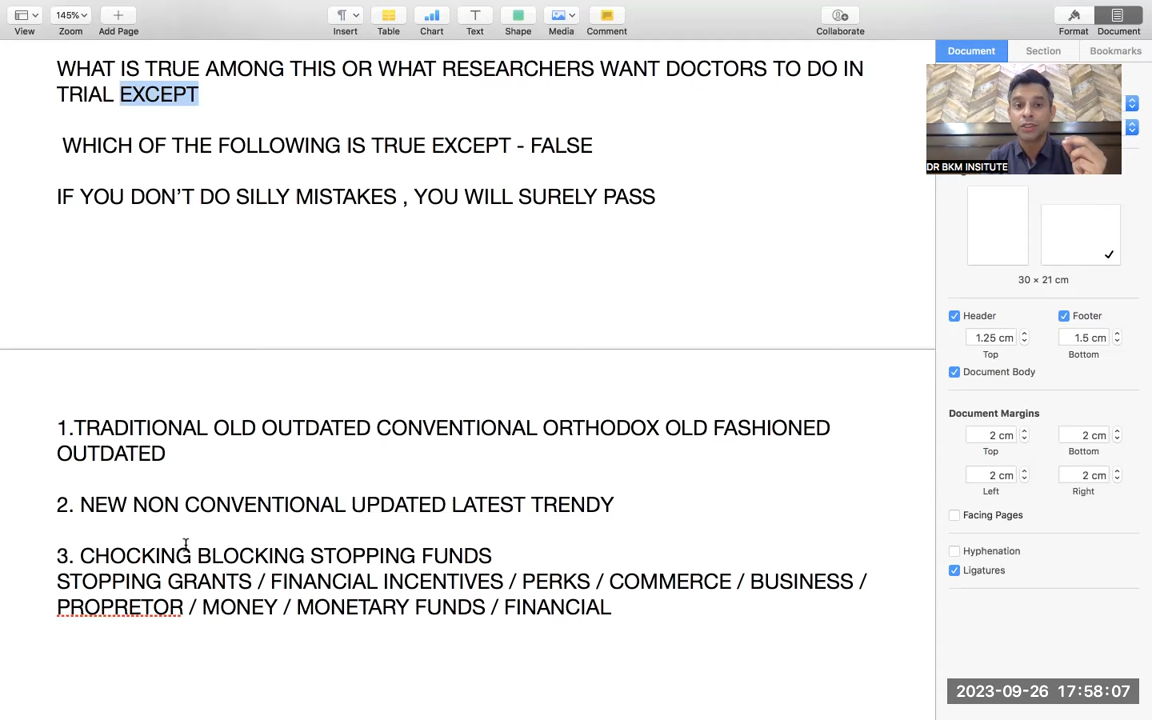 View
145%
Zoom
Add Page
Insert
Table
Chart
Text
Shape
Media
Comment
Collaborate
Format
Document
Document
Section
Bookmarks
WHAT IS TRUE AMONG THIS OR WHAT RESEARCHERS WANT DOCTORS TO DO IN
TRIAL EXCEPT
WHICH OF THE FOLLOWING IS TRUE EXCEPT - FALSE
IF YOU DON’T DO SILLY MISTAKES , YOU WILL SURELY PASS
1.TRADITIONAL OLD OUTDATED CONVENTIONAL ORTHODOX OLD FASHIONED
OUTDATED
2. NEW NON CONVENTIONAL UPDATED LATEST TRENDY
3. CHOCKING BLOCKING STOPPING FUNDS
STOPPING GRANTS / FINANCIAL INCENTIVES / PERKS / COMMERCE / BUSINESS /
PROPRETOR / MONEY / MONETARY FUNDS / FINANCIAL
DR BKM INSITUTE
30 × 21 cm
Header
Footer
1.25 cm
1.5 cm
Top
Bottom
Document Body
Document Margins
2 cm
2 cm
Top
Bottom
2 cm
2 cm
Left
Right
Facing Pages
Hyphenation
Ligatures
2023-09-26 17:58:07